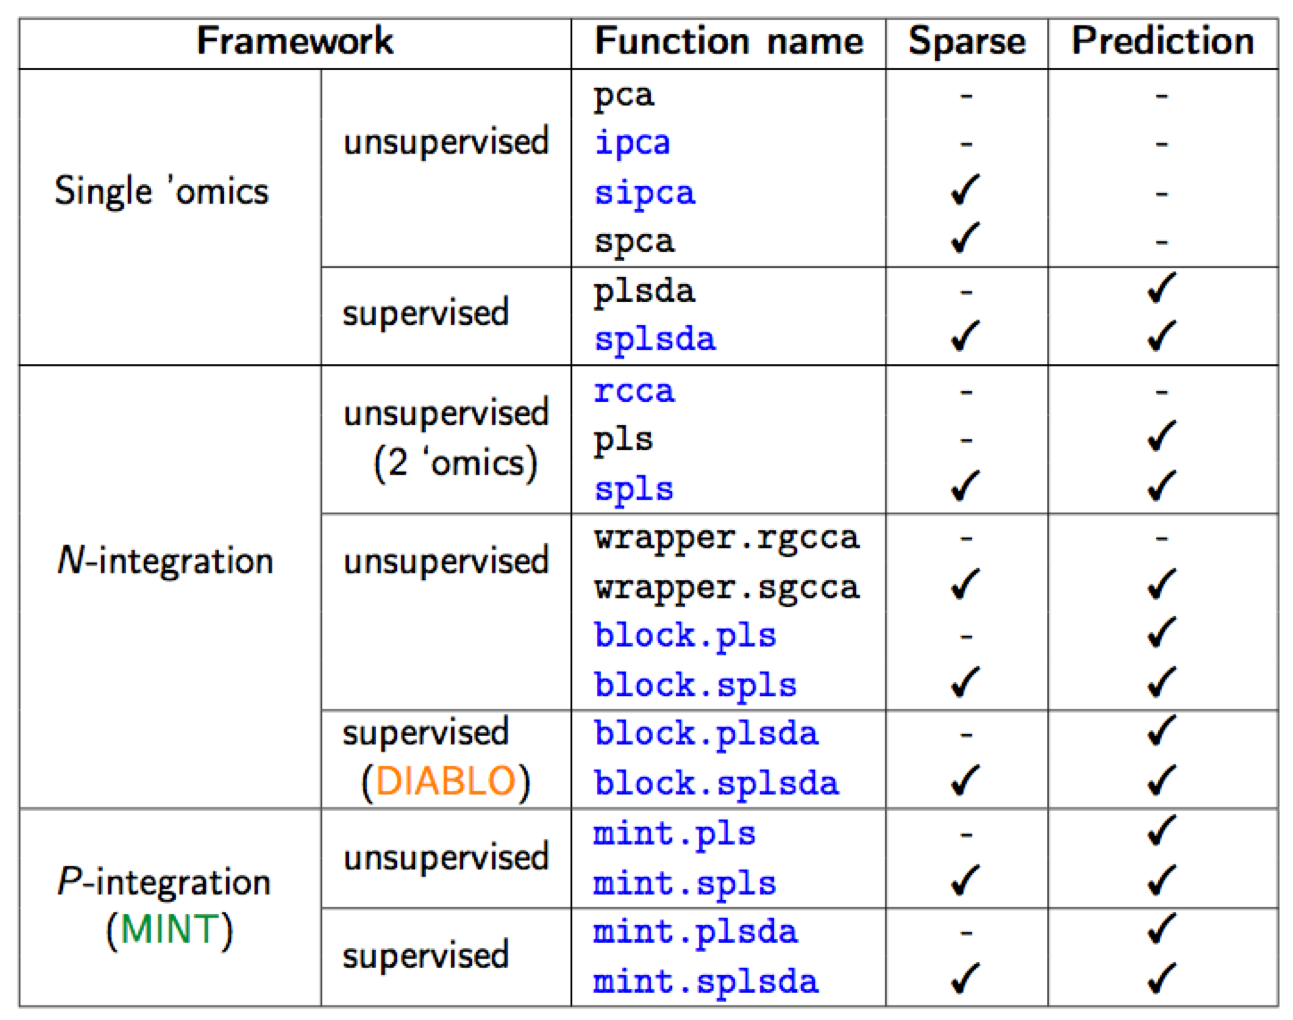 Framework Function name Sparse Prediction
Single ’omics
unsupervised
pca - -
ipca - -
sipca ✓ -
spca ✓ -
supervised
plsda - ✓
splsda ✓ ✓
N-integration
unsupervised
(2 ‘omics)
rcca - -
pls - ✓
spls ✓ ✓
unsupervised
wrapper.rgcca - -
wrapper.sgcca ✓ ✓
block.pls - ✓
block.spls ✓ ✓
supervised
(DIABLO)
block.plsda - ✓
block.splsda ✓ ✓
P-integration
(MINT)
unsupervised
mint.pls - ✓
mint.spls ✓ ✓
supervised
mint.plsda - ✓
mint.splsda ✓ ✓